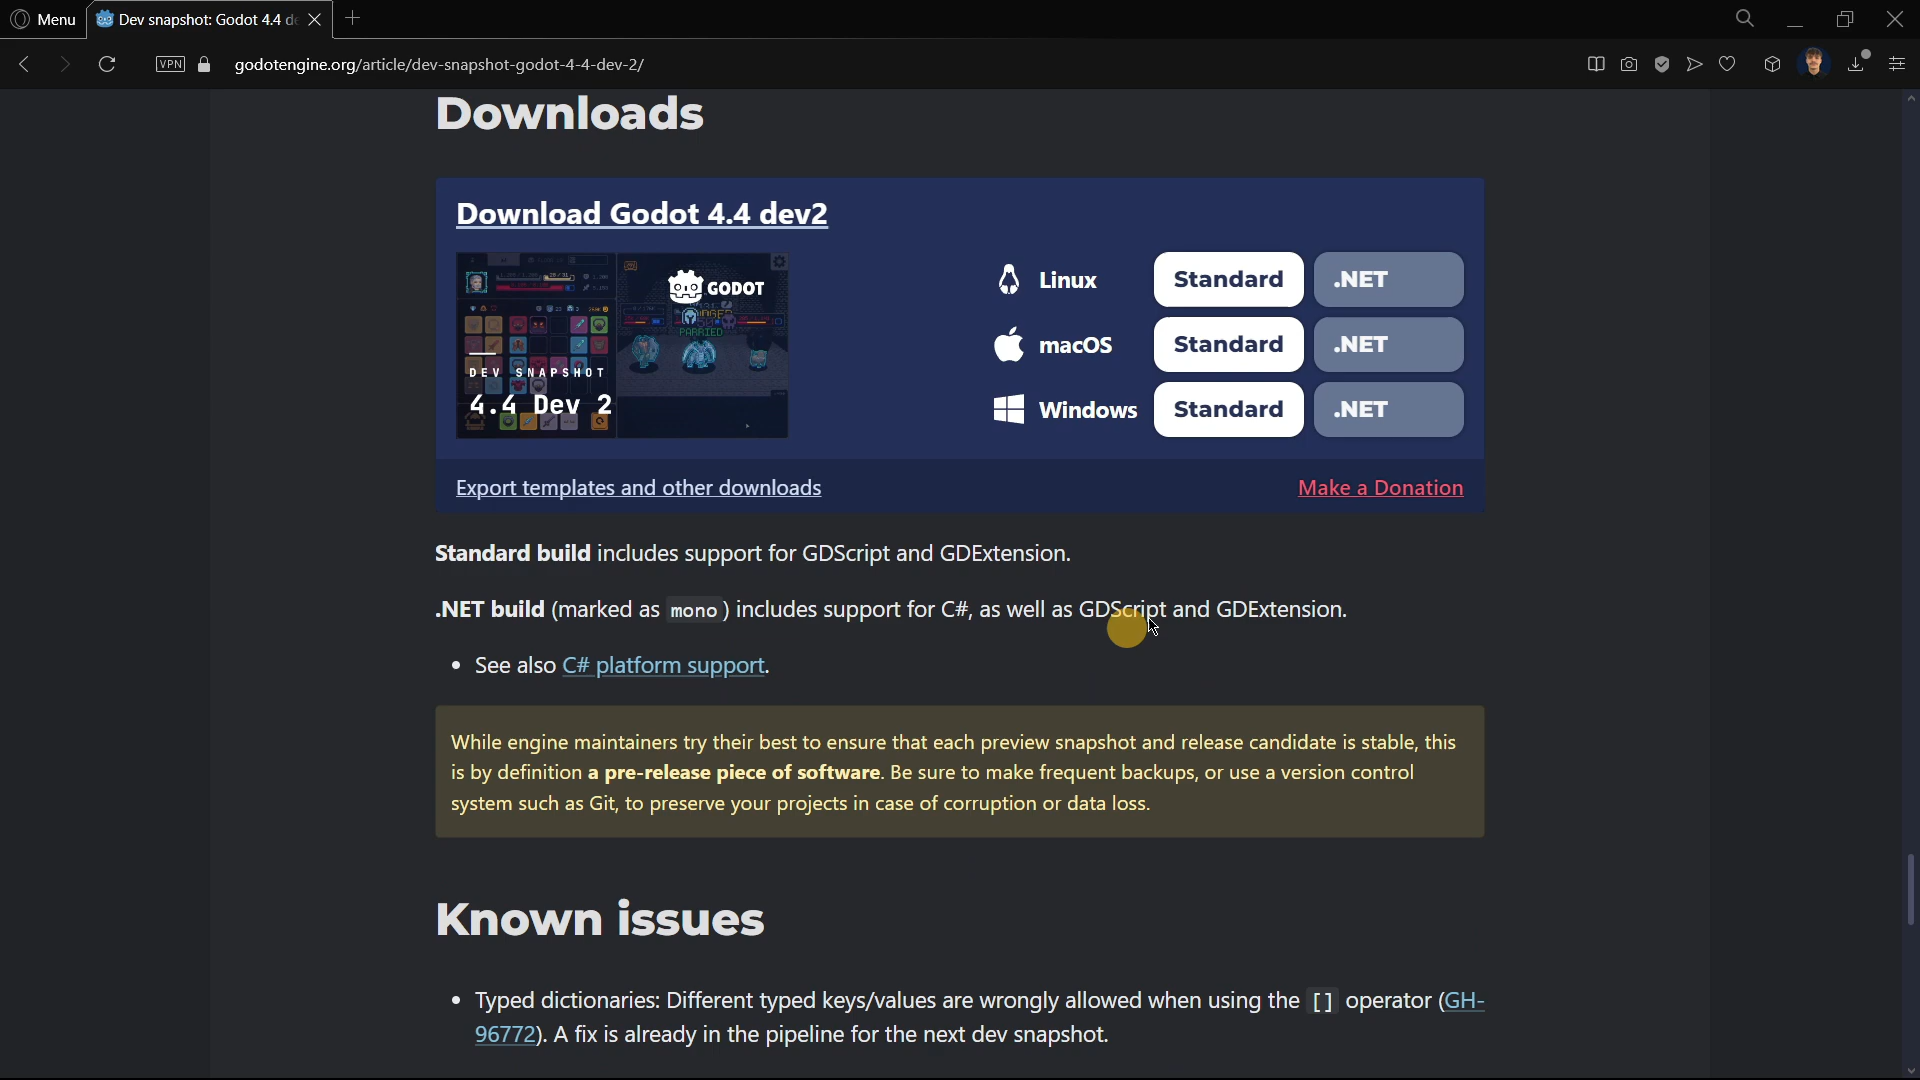 Menu
Dev snapshot: Godot 4.4 de
VPN
godotengine.org/article/dev-snapshot-godot-4-4-dev-2/
Downloads
Download Godot 4.4 dev2
GODOT
PARRIED
DEV SNAPSHOT
4.4 Dev 2
Linux Standard .NET
macOS Standard .NET
Windows Standard .NET
Export templates and other downloads
Make a Donation
Standard build includes support for GDScript and GDExtension.
.NET build (marked as mono) includes support for C#, as well as GDScript and GDExtension.
• See also C# platform support.
While engine maintainers try their best to ensure that each preview snapshot and release candidate is stable, this
is by definition a pre-release piece of software. Be sure to make frequent backups, or use a version control
system such as Git, to preserve your projects in case of corruption or data loss.
Known issues
• Typed dictionaries: Different typed keys/values are wrongly allowed when using the [] operator (GH-
96772). A fix is already in the pipeline for the next dev snapshot.